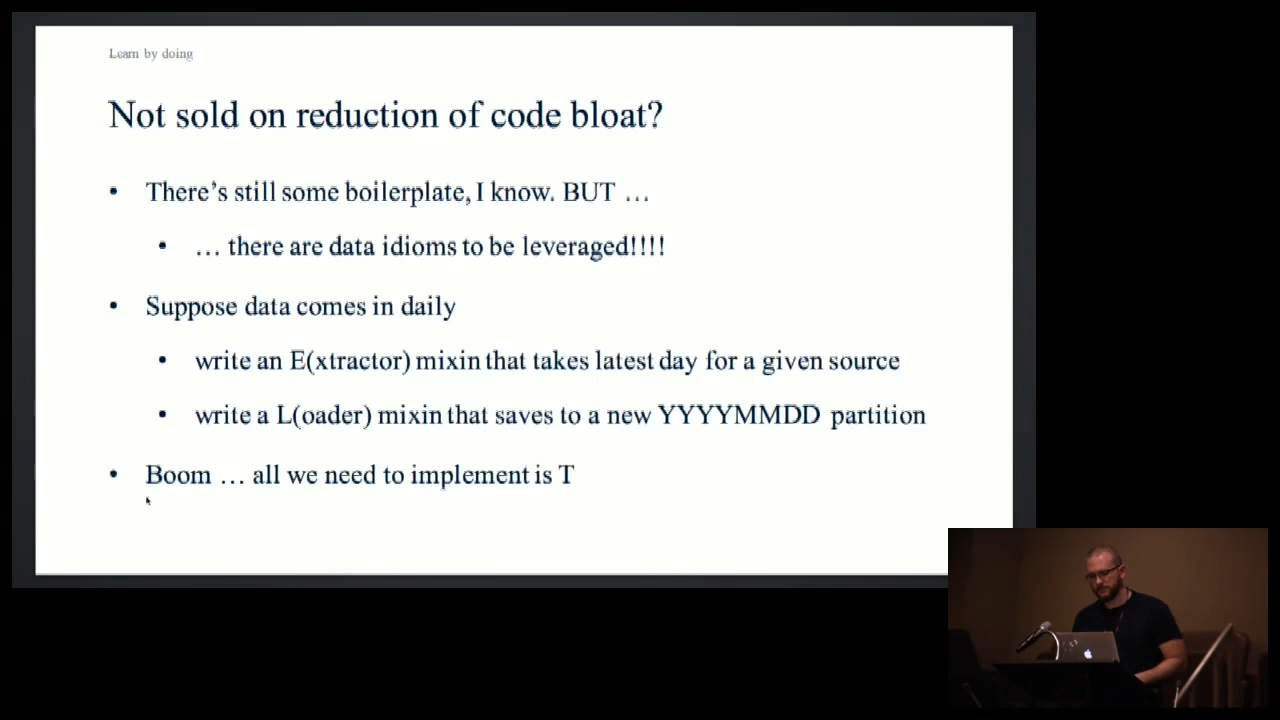 Learn by doing
Not sold on reduction of code bloat?
• There’s still some boilerplate, I know. BUT …
• … there are data idioms to be leveraged!!!!
• Suppose data comes in daily
• write an E(xtractor) mixin that takes latest day for a given source
• write a L(oader) mixin that saves to a new YYYYMMDD partition
• Boom … all we need to implement is T